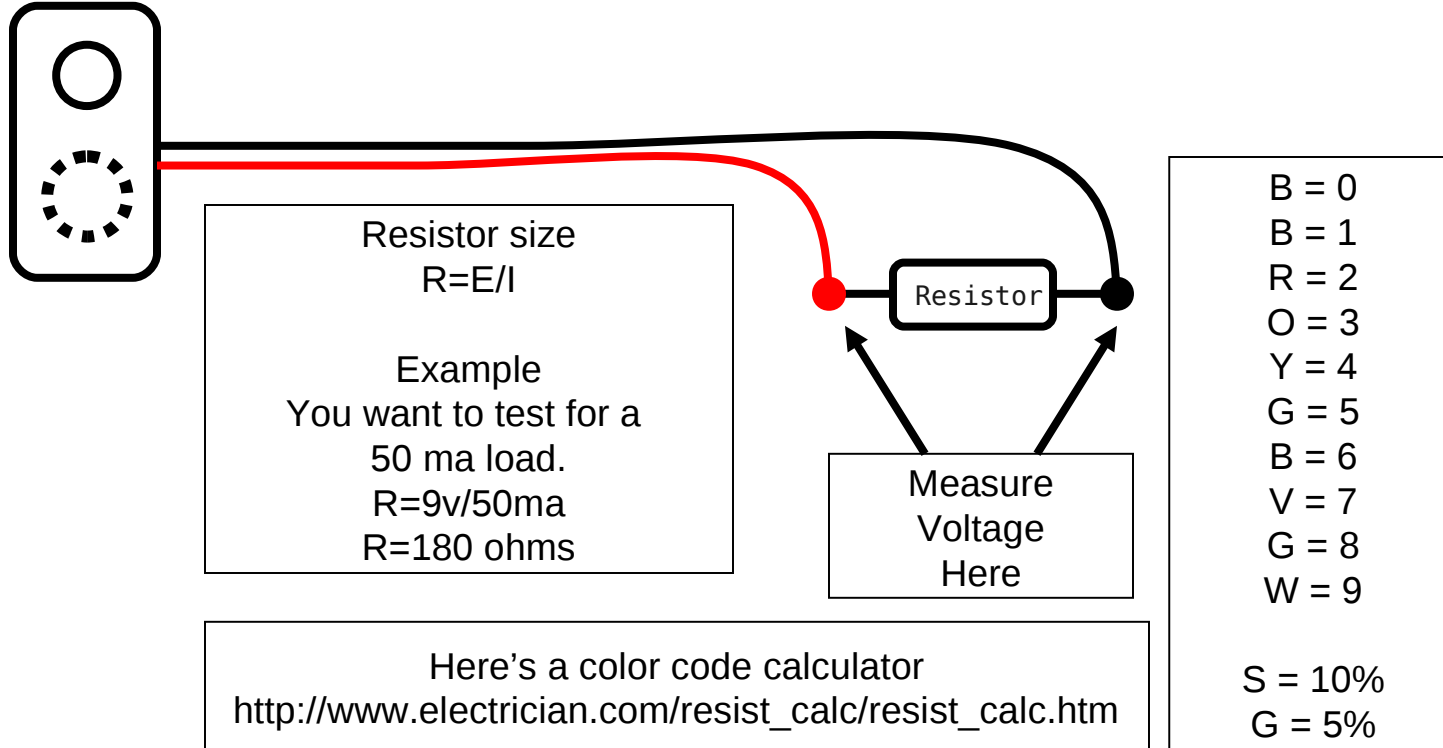 Resistor size
R=E/I
Example
You want to test for a
50 ma load.
R=9v/50ma
R=180 ohms
Resistor
Measure
Voltage
Here
B = 0
B = 1
R = 2
O = 3
Y = 4
G = 5
B = 6
V = 7
G = 8
W = 9
S = 10%
G = 5%
Here’s a color code calculator
http://www.electrician.com/resist_calc/resist_calc.htm